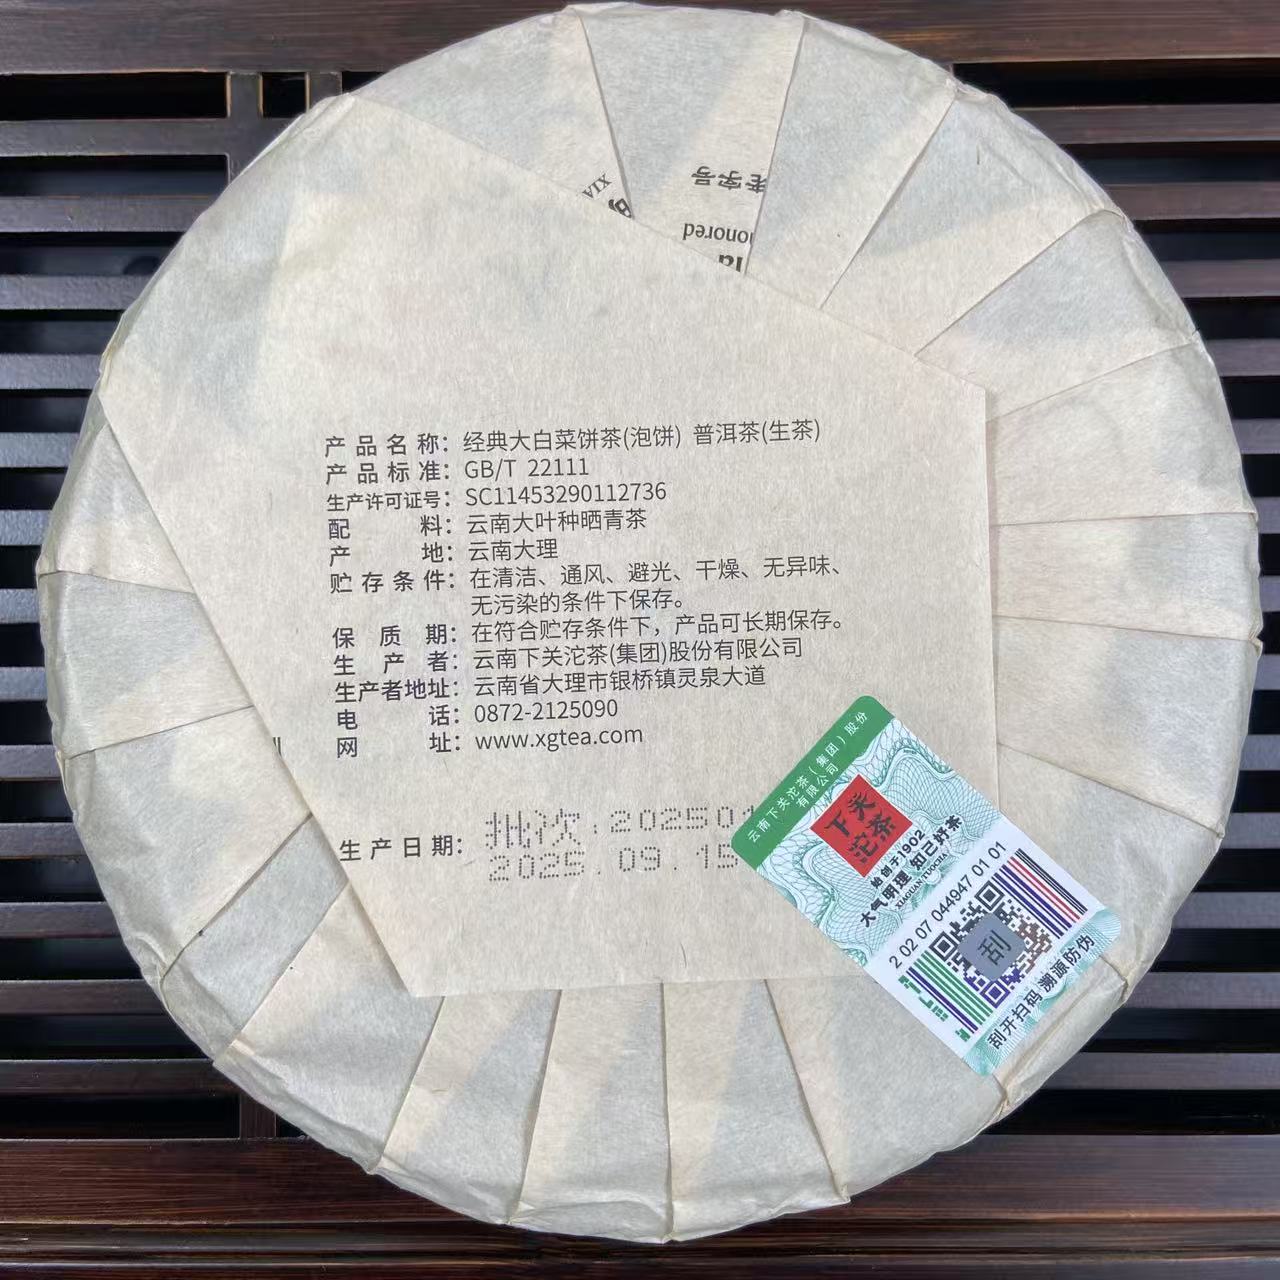 老字号
XIA
onored
产品名称：经典大白菜饼茶(泡饼) 普洱茶(生茶)
产品标准：GB/T 22111
生产许可证号：SC11453290112736
配料：云南大叶种晒青茶
产地：云南大理
贮存条件：在清洁、通风、避光、干燥、无异味、
无污染的条件下保存。
保质期：在符合贮存条件下，产品可长期保存。
生产者：云南下关沱茶(集团)股份有限公司
生产者地址：云南省大理市银桥镇灵泉大道
电话：0872-2125090
网址：www.xgtea.com
生产日期：批次:202501
2025.09.15
云南下关沱茶(集团)股份
有限公司
下关
沱茶
始创于1902
大气明理 知己好茶
XIAGUAN TUOCHA
2 02 07 044947 01 01
刮
刮开扫码 溯源防伪